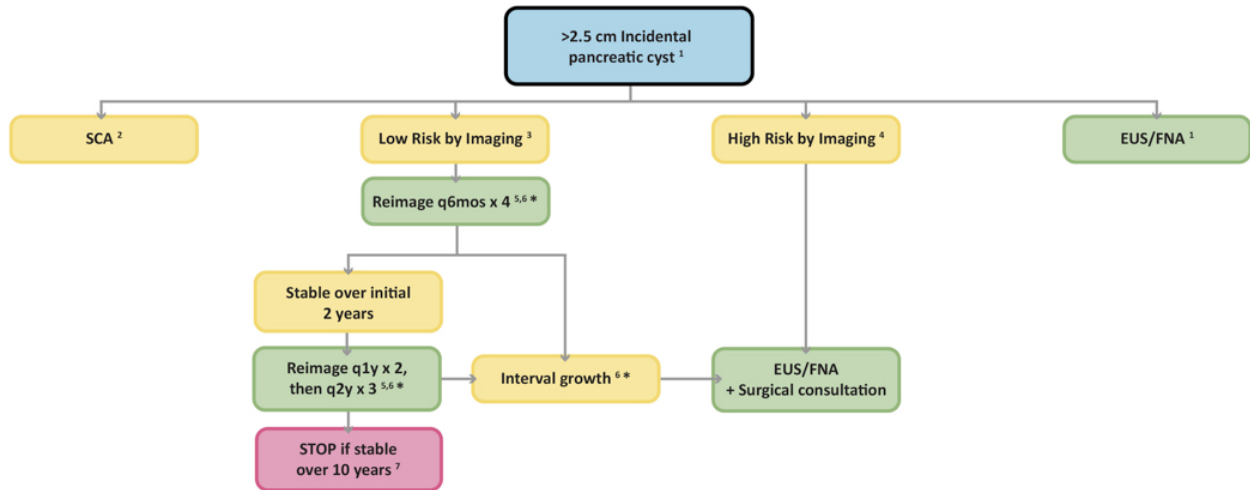 >2.5 cm Incidental
pancreatic cyst ¹
SCA ²
Low Risk by Imaging ³
High Risk by Imaging ⁴
EUS/FNA ¹
Reimage q6mos x 4 ⁵,⁶ *
Stable over initial
2 years
Reimage q1y x 2,
then q2y x 3 ⁵,⁶ *
Interval growth ⁶ *
EUS/FNA
+ Surgical consultation
STOP if stable
over 10 years ⁷